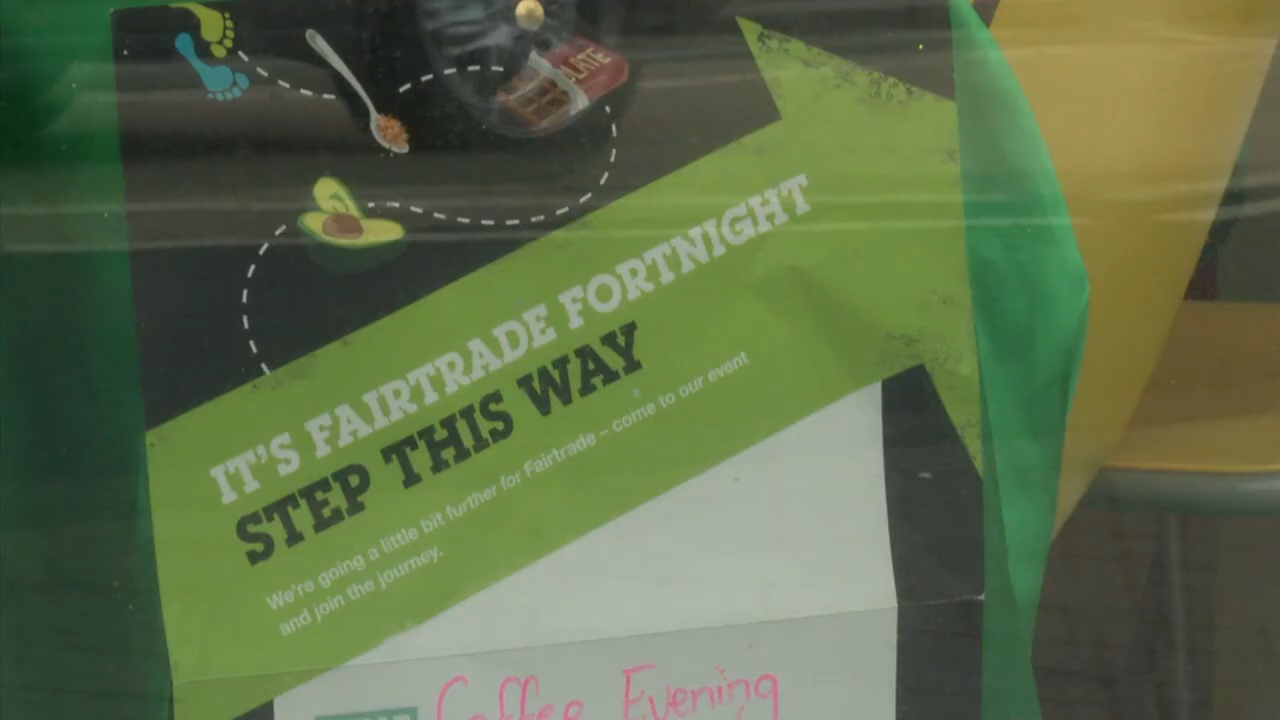 IT'S FAIRTRADE FORTNIGHT
STEP THIS WAY
We're going a little bit further for Fairtrade – come to our event
and join the journey.
Coffee Evening